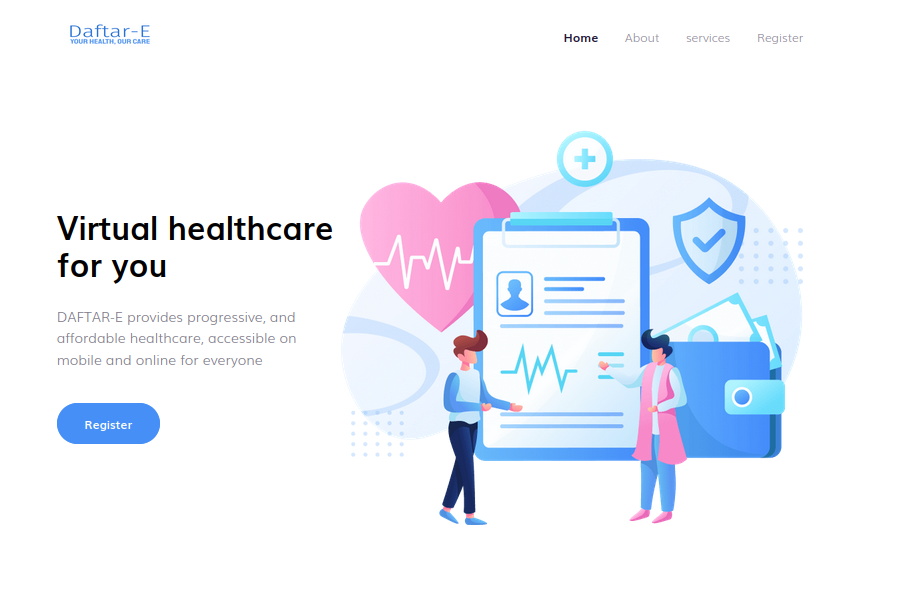 Daftar-E
YOUR HEALTH, OUR CARE
Home About services Register
Virtual healthcare
for you
DAFTAR-E provides progressive, and
affordable healthcare, accessible on
mobile and online for everyone
Register